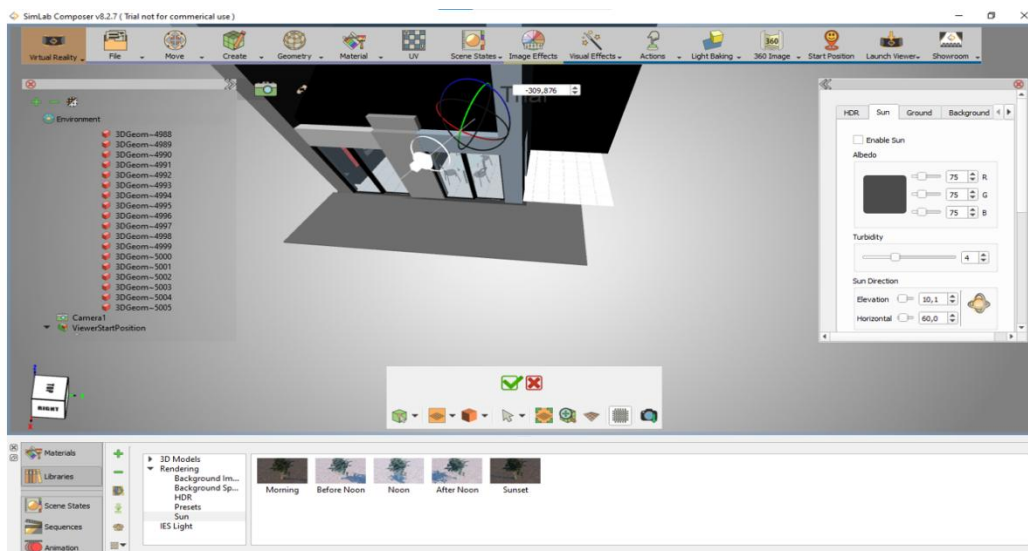 SimLab Composer v8.2.7 ( Trial not for commerical use )
Virtual Reality File Move Create Geometry Material UV Scene States Image Effects Visual Effects Actions Light Baking 360 Image Start Position Launch Viewer Showroom
360
-309,876
Trial
Environment
3DGeom~4988
3DGeom~4989
3DGeom~4990
3DGeom~4991
3DGeom~4992
3DGeom~4993
3DGeom~4994
3DGeom~4995
3DGeom~4996
3DGeom~4997
3DGeom~4998
3DGeom~4999
3DGeom~5000
3DGeom~5001
3DGeom~5002
3DGeom~5003
3DGeom~5004
3DGeom~5005
Camera1
ViewerStartPosition
HDR Sun Ground Background
Enable Sun
Albedo
75 R
75 G
75 B
Turbidity
4
Sun Direction
Elevation 10,1
Horizontal 60,0
RIGHT
Materials
Libraries
Scene States
Sequences
Animation
3D Models
Rendering
Background Im...
Background Sp...
HDR
Presets
Sun
IES Light
Morning Before Noon Noon After Noon Sunset